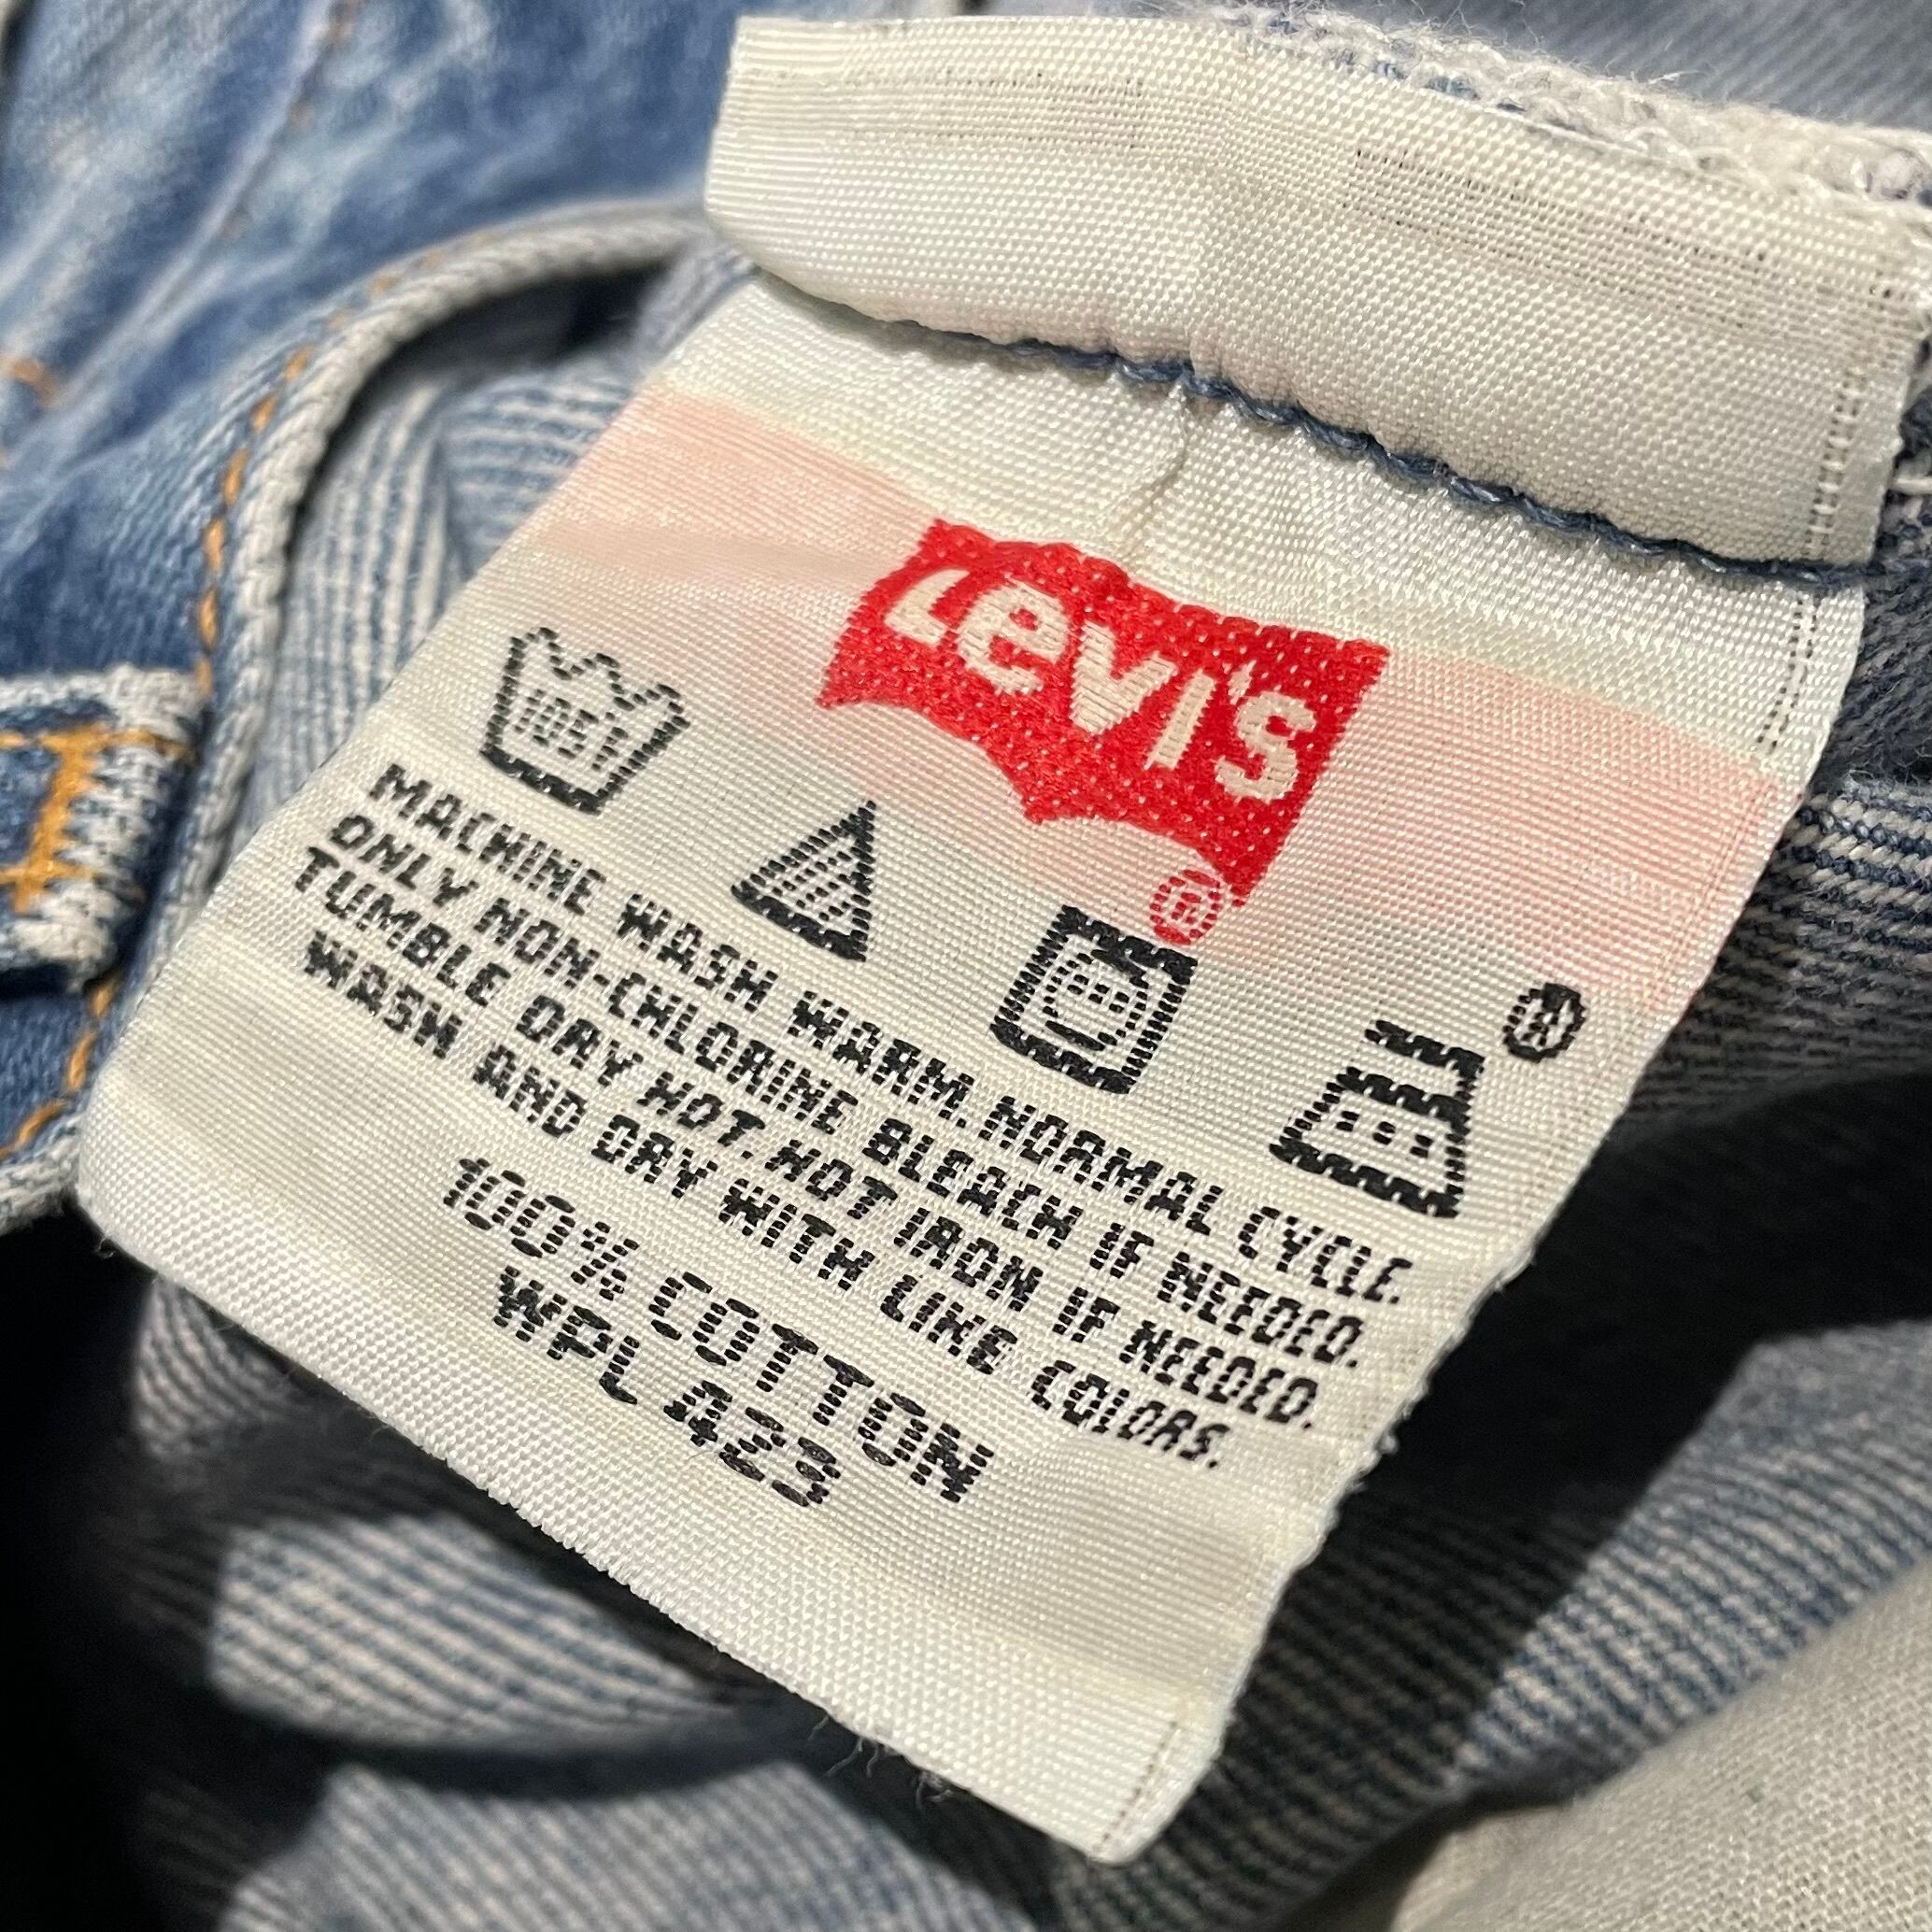 Levi's
®
105F
®
MACHINE WASH WARM. NORMAL CYCLE.
ONLY NON-CHLORINE BLEACH IF NEEDED.
TUMBLE DRY HOT. HOT IRON IF NEEDED.
WASH AND DRY WITH LIKE COLORS.
100% COTTON
WPL 423